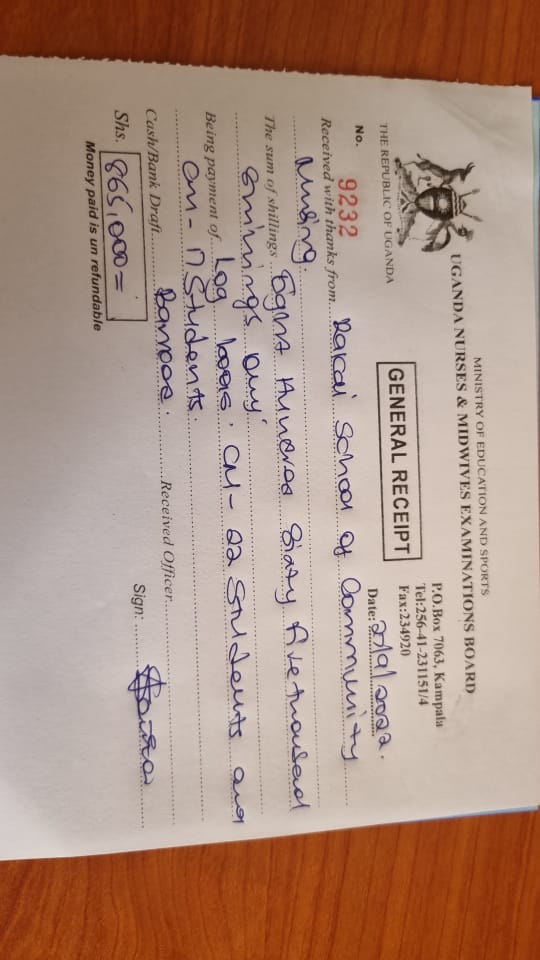 MINISTRY OF EDUCATION AND SPORTS
UGANDA NURSES & MIDWIVES EXAMINATIONS BOARD
P.O.Box 7063, Kampala
Tel:256-41-231151/4
Fax:234920
THE REPUBLIC OF UGANDA
GENERAL RECEIPT
No. 9232
Date: 2/9/2022.
Received with thanks from Rakai School of Community
Nursing.
The sum of shillings Eight Hundred Sixty five thousand
Shillings only.
Being payment of Log books. CM- 22 Students and
CM- 17 Students.
Cash/Bank Draft Received Officer
Sign:
Shs. 865,000=
Money paid is un refundable